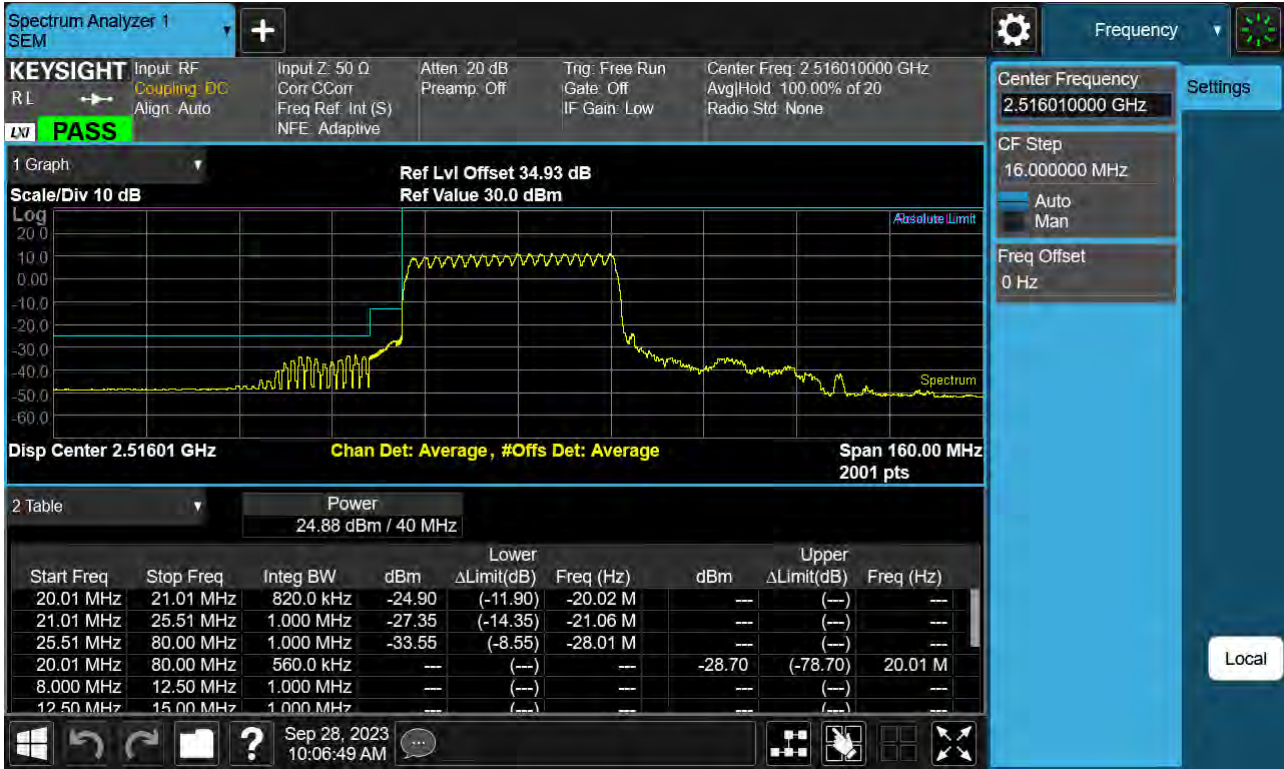 Spectrum Analyzer 1
SEM
Frequency
KEYSIGHT
RL
LXI
PASS
Input: RF
Coupling: DC
Align: Auto
Input Z: 50 Ω
Corr CCorr
Freq Ref: Int (S)
NFE: Adaptive
Atten: 20 dB
Preamp: Off
Trig: Free Run
Gate: Off
IF Gain: Low
Center Freq: 2.516010000 GHz
Avg|Hold: 100.00% of 20
Radio Std: None
Center Frequency
2.516010000 GHz
Settings
CF Step
16.000000 MHz
Auto
Man
Freq Offset
0 Hz
Local
1 Graph
Scale/Div 10 dB
Ref Lvl Offset 34.93 dB
Ref Value 30.0 dBm
Log
20.0
10.0
0.00
-10.0
-20.0
-30.0
-40.0
-50.0
-60.0
Absolute Limit
Spectrum
Disp Center 2.51601 GHz
Chan Det: Average, #Offs Det: Average
Span 160.00 MHz
2001 pts
2 Table
Power
24.88 dBm / 40 MHz
Lower Upper
Start Freq Stop Freq Integ BW dBm ΔLimit(dB) Freq (Hz) dBm ΔLimit(dB) Freq (Hz)
20.01 MHz 21.01 MHz 820.0 kHz -24.90 (-11.90) -20.02 M --- (---) ---
21.01 MHz 25.51 MHz 1.000 MHz -27.35 (-14.35) -21.06 M --- (---) ---
25.51 MHz 80.00 MHz 1.000 MHz -33.55 (-8.55) -28.01 M --- (---) ---
20.01 MHz 80.00 MHz 560.0 kHz --- (---) --- -28.70 (-78.70) 20.01 M
8.000 MHz 12.50 MHz 1.000 MHz --- (---) --- --- (---) ---
12.50 MHz 15.00 MHz 1.000 MHz --- (---) --- --- (---) ---
?
Sep 28, 2023
10:06:49 AM